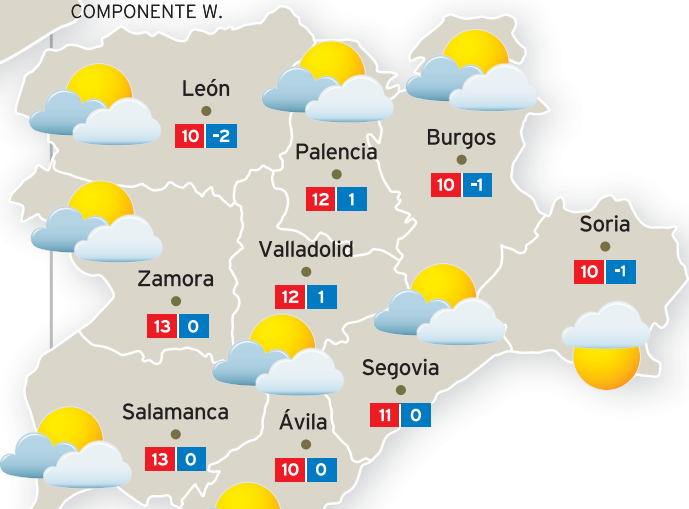 COMPONENTE W.
León
10 -2
Palencia
12 1
Burgos
10 -1
Soria
10 -1
Zamora
13 0
Valladolid
12 1
Segovia
11 0
Salamanca
13 0
Ávila
10 0